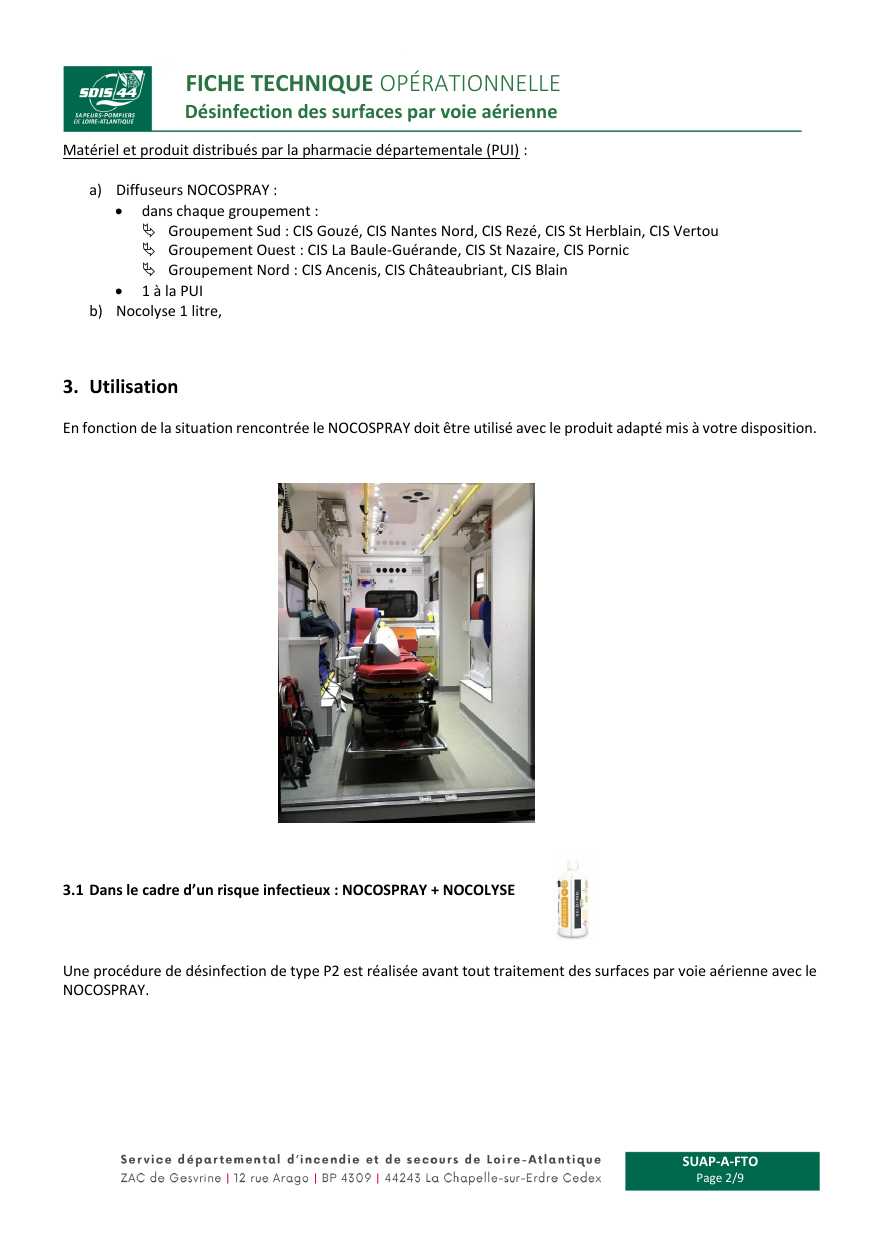 SDIS 44
SAPEURS-POMPIERS
DE LOIRE-ATLANTIQUE
FICHE TECHNIQUE OPÉRATIONNELLE
Désinfection des surfaces par voie aérienne
Matériel et produit distribués par la pharmacie départementale (PUI) :
a) Diffuseurs NOCOSPRAY :
• dans chaque groupement :
Groupement Sud : CIS Gouzé, CIS Nantes Nord, CIS Rezé, CIS St Herblain, CIS Vertou
Groupement Ouest : CIS La Baule-Guérande, CIS St Nazaire, CIS Pornic
Groupement Nord : CIS Ancenis, CIS Châteaubriant, CIS Blain
• 1 à la PUI
b) Nocolyse 1 litre,
3. Utilisation
En fonction de la situation rencontrée le NOCOSPRAY doit être utilisé avec le produit adapté mis à votre disposition.
3.1 Dans le cadre d’un risque infectieux : NOCOSPRAY + NOCOLYSE
Une procédure de désinfection de type P2 est réalisée avant tout traitement des surfaces par voie aérienne avec le
NOCOSPRAY.
Service départemental d’incendie et de secours de Loire-Atlantique
ZAC de Gesvrine | 12 rue Arago | BP 4309 | 44243 La Chapelle-sur-Erdre Cedex
SUAP-A-FTO
Page 2/9